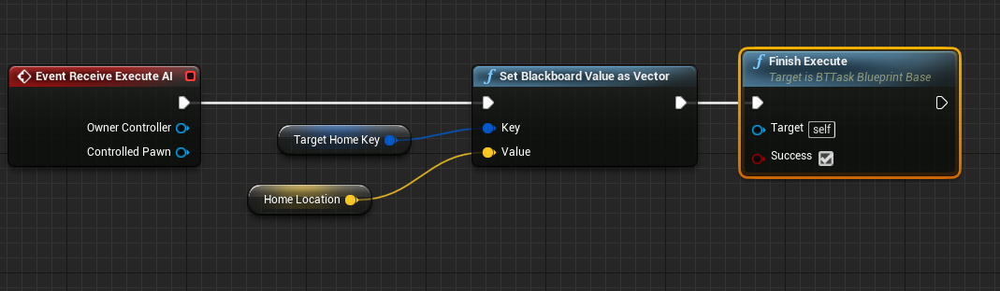 Event Receive Execute AI
Owner Controller
Controlled Pawn
Target Home Key
Home Location
f Set Blackboard Value as Vector
Key
Value
f Finish Execute
Target is BTTask Blueprint Base
Target self
Success